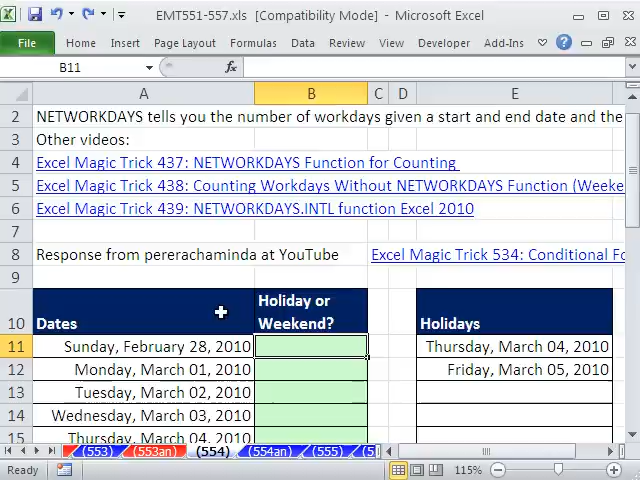 EMT551-557.xls [Compatibility Mode] - Microsoft Excel
File Home Insert Page Layout Formulas Data Review View Developer Add-Ins
B11 fx
A B C D E
2 NETWORKDAYS tells you the number of workdays given a start and end date and the
3 Other videos:
4 Excel Magic Trick 437: NETWORKDAYS Function for Counting
5 Excel Magic Trick 438: Counting Workdays Without NETWORKDAYS Function (Weeke
6 Excel Magic Trick 439: NETWORKDAYS.INTL function Excel 2010
7
8 Response from pererachaminda at YouTube Excel Magic Trick 534: Conditional Fo
9
10 Dates Holiday or Weekend? Holidays
11 Sunday, February 28, 2010 Thursday, March 04, 2010
12 Monday, March 01, 2010 Friday, March 05, 2010
13 Tuesday, March 02, 2010
14 Wednesday, March 03, 2010
15 Thursday, March 04, 2010
(553) (553an) (554) (554an) (555) (5
Ready 115%